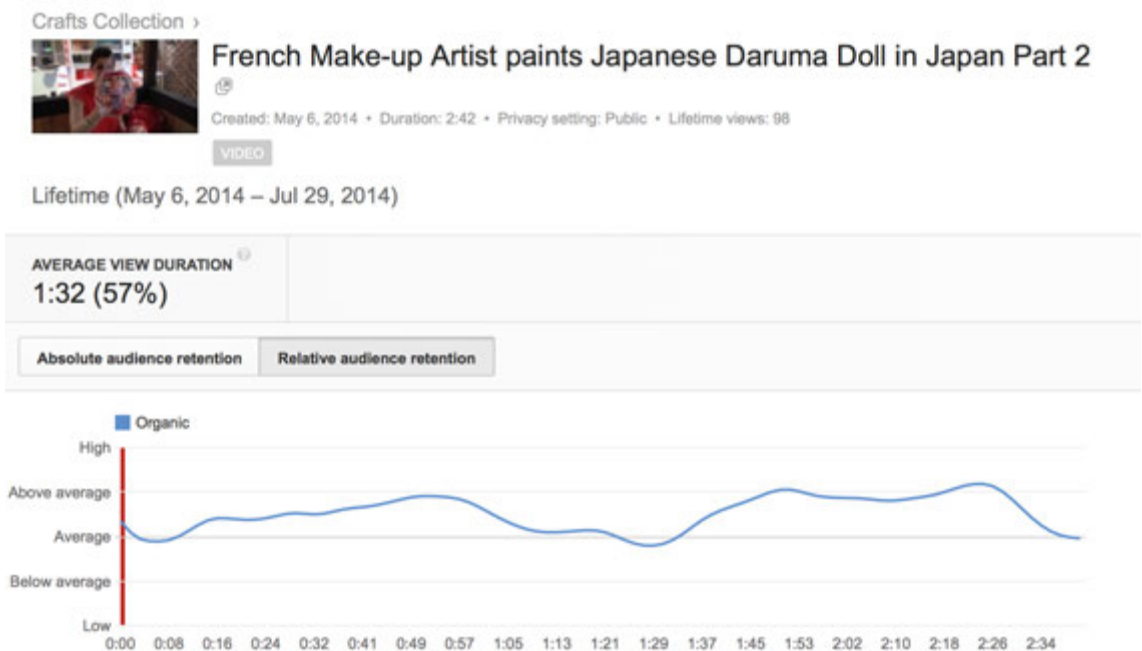 Crafts Collection ›
French Make-up Artist paints Japanese Daruma Doll in Japan Part 2
Created: May 6, 2014 • Duration: 2:42 • Privacy setting: Public • Lifetime views: 98
VIDEO
Lifetime (May 6, 2014 – Jul 29, 2014)
AVERAGE VIEW DURATION ?
1:32 (57%)
Absolute audience retention Relative audience retention
Organic
High
Above average
Average
Below average
Low
0:00 0:08 0:16 0:24 0:32 0:41 0:49 0:57 1:05 1:13 1:21 1:29 1:37 1:45 1:53 2:02 2:10 2:18 2:26 2:34